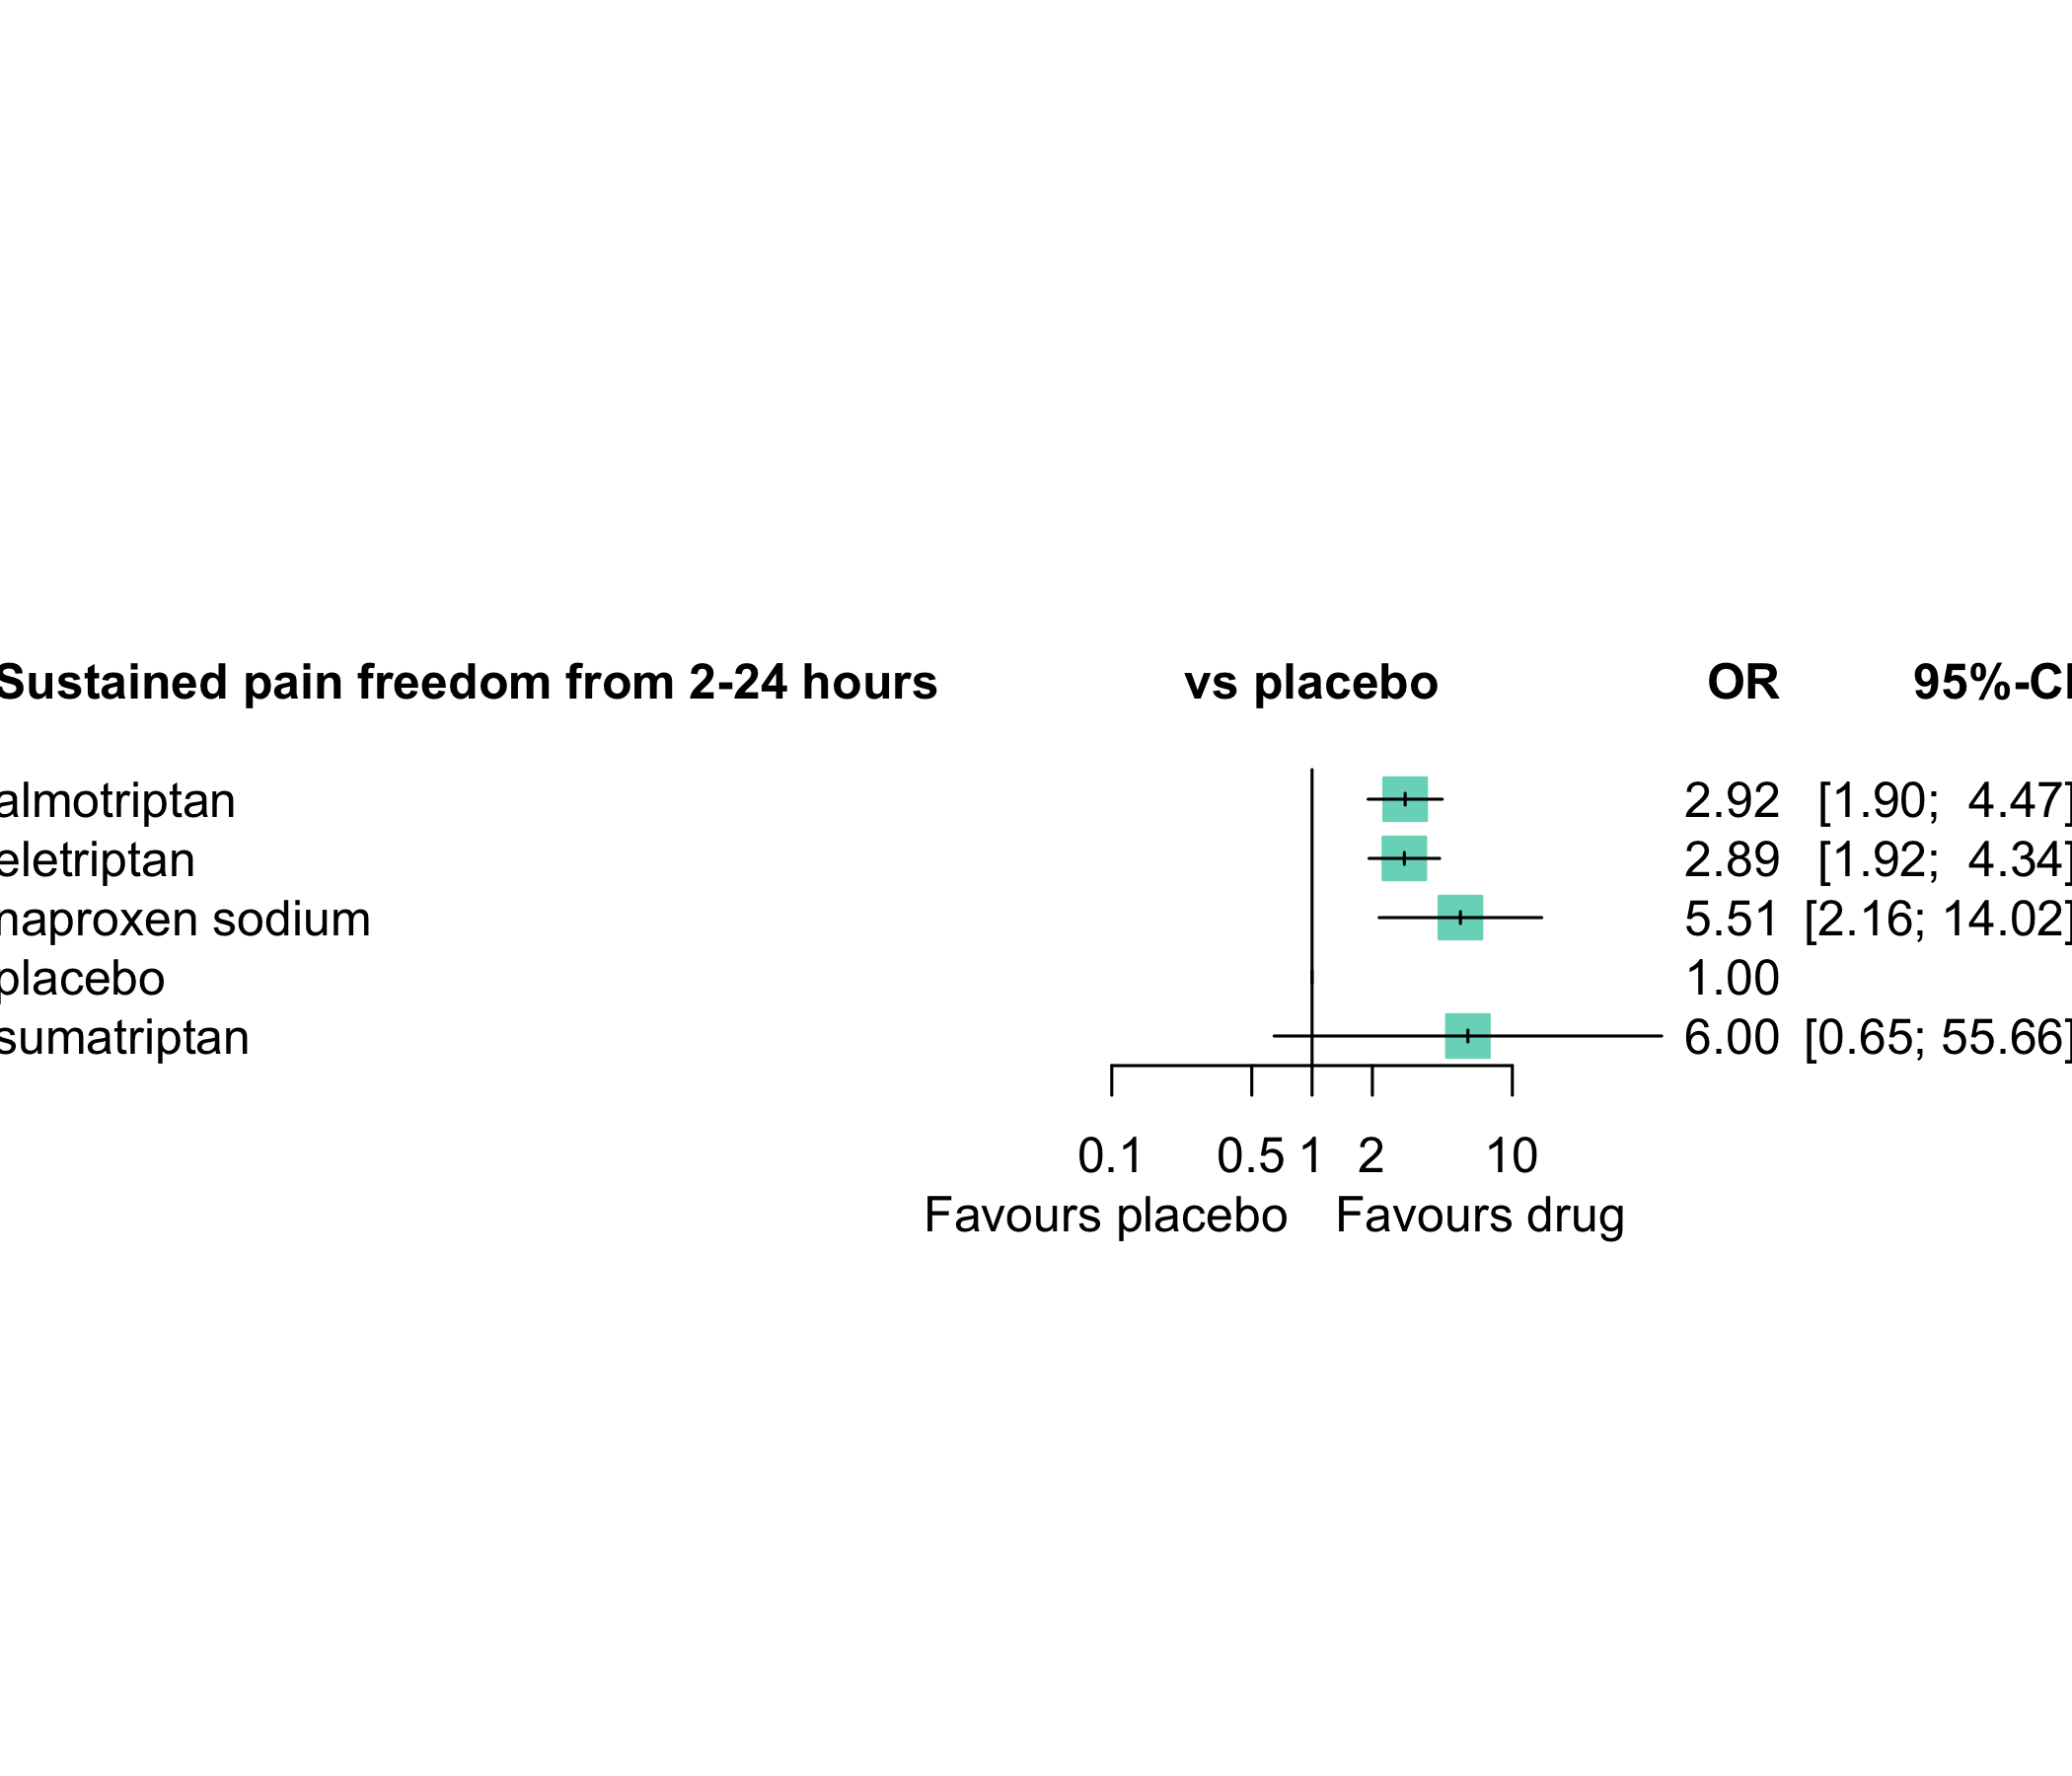 Sustained pain freedom from 2-24 hours vs placebo OR 95%-CI
almotriptan 2.92 [1.90; 4.47]
eletriptan 2.89 [1.92; 4.34]
naproxen sodium 5.51 [2.16; 14.02]
placebo 1.00
sumatriptan 6.00 [0.65; 55.66]
0.1 0.5 1 2 10
Favours placebo Favours drug